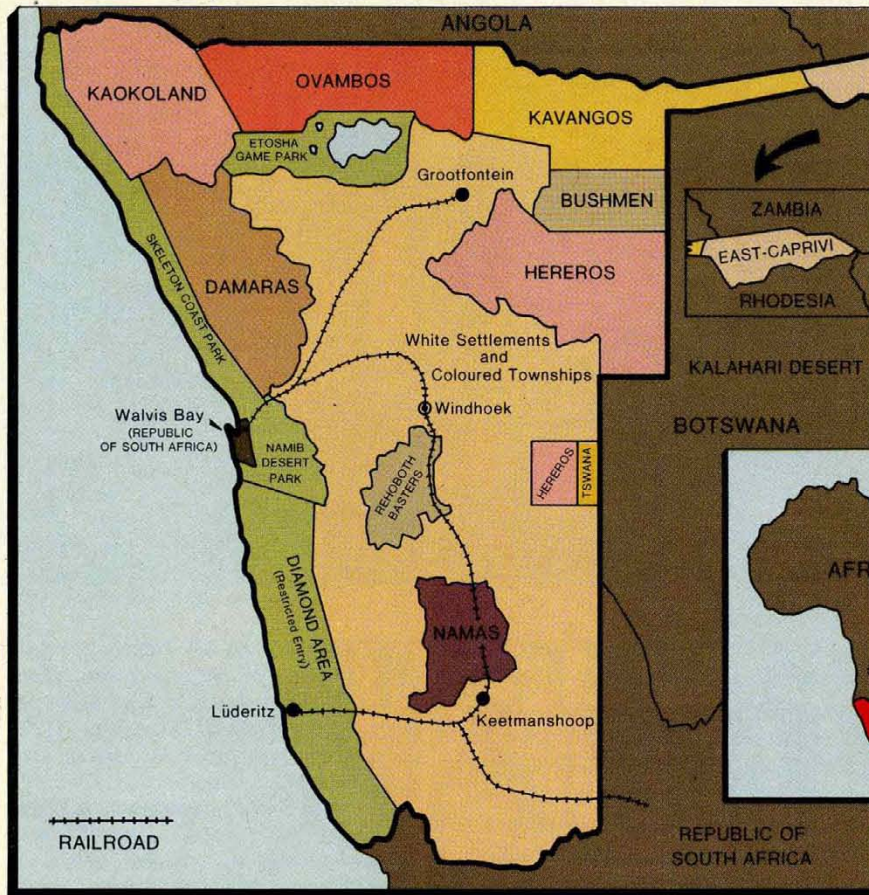 ANGOLA
KAOKOLAND
OVAMBOS
KAVANGOS
ETOSHA
GAME PARK
Grootfontein
BUSHMEN
ZAMBIA
EAST-CAPRIVI
RHODESIA
SKELETON COAST PARK
DAMARAS
HEREROS
White Settlements
and
Coloured Townships
KALAHARI DESERT
Windhoek
BOTSWANA
Walvis Bay
(REPUBLIC
OF SOUTH AFRICA)
NAMIB
DESERT
PARK
REHOBOTH
BASTERS
HEREROS
TSWANA
AFR
DIAMOND AREA
(Restricted Entry)
NAMAS
Lüderitz
Keetmanshoop
RAILROAD
REPUBLIC OF
SOUTH AFRICA